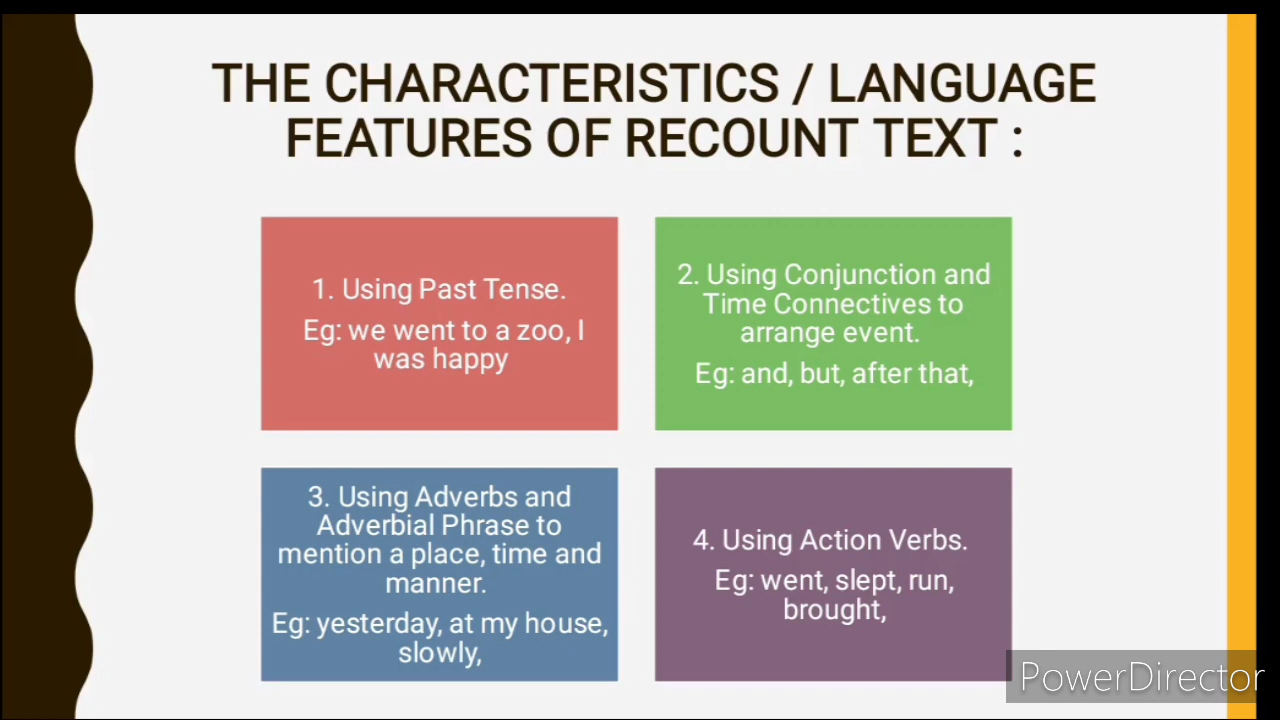 THE CHARACTERISTICS / LANGUAGE
FEATURES OF RECOUNT TEXT :
1. Using Past Tense.
Eg: we went to a zoo, I
was happy
2. Using Conjunction and
Time Connectives to
arrange event.
Eg: and, but, after that,
3. Using Adverbs and
Adverbial Phrase to
mention a place, time and
manner.
Eg: yesterday, at my house,
slowly,
4. Using Action Verbs.
Eg: went, slept, run,
brought,
PowerDirector